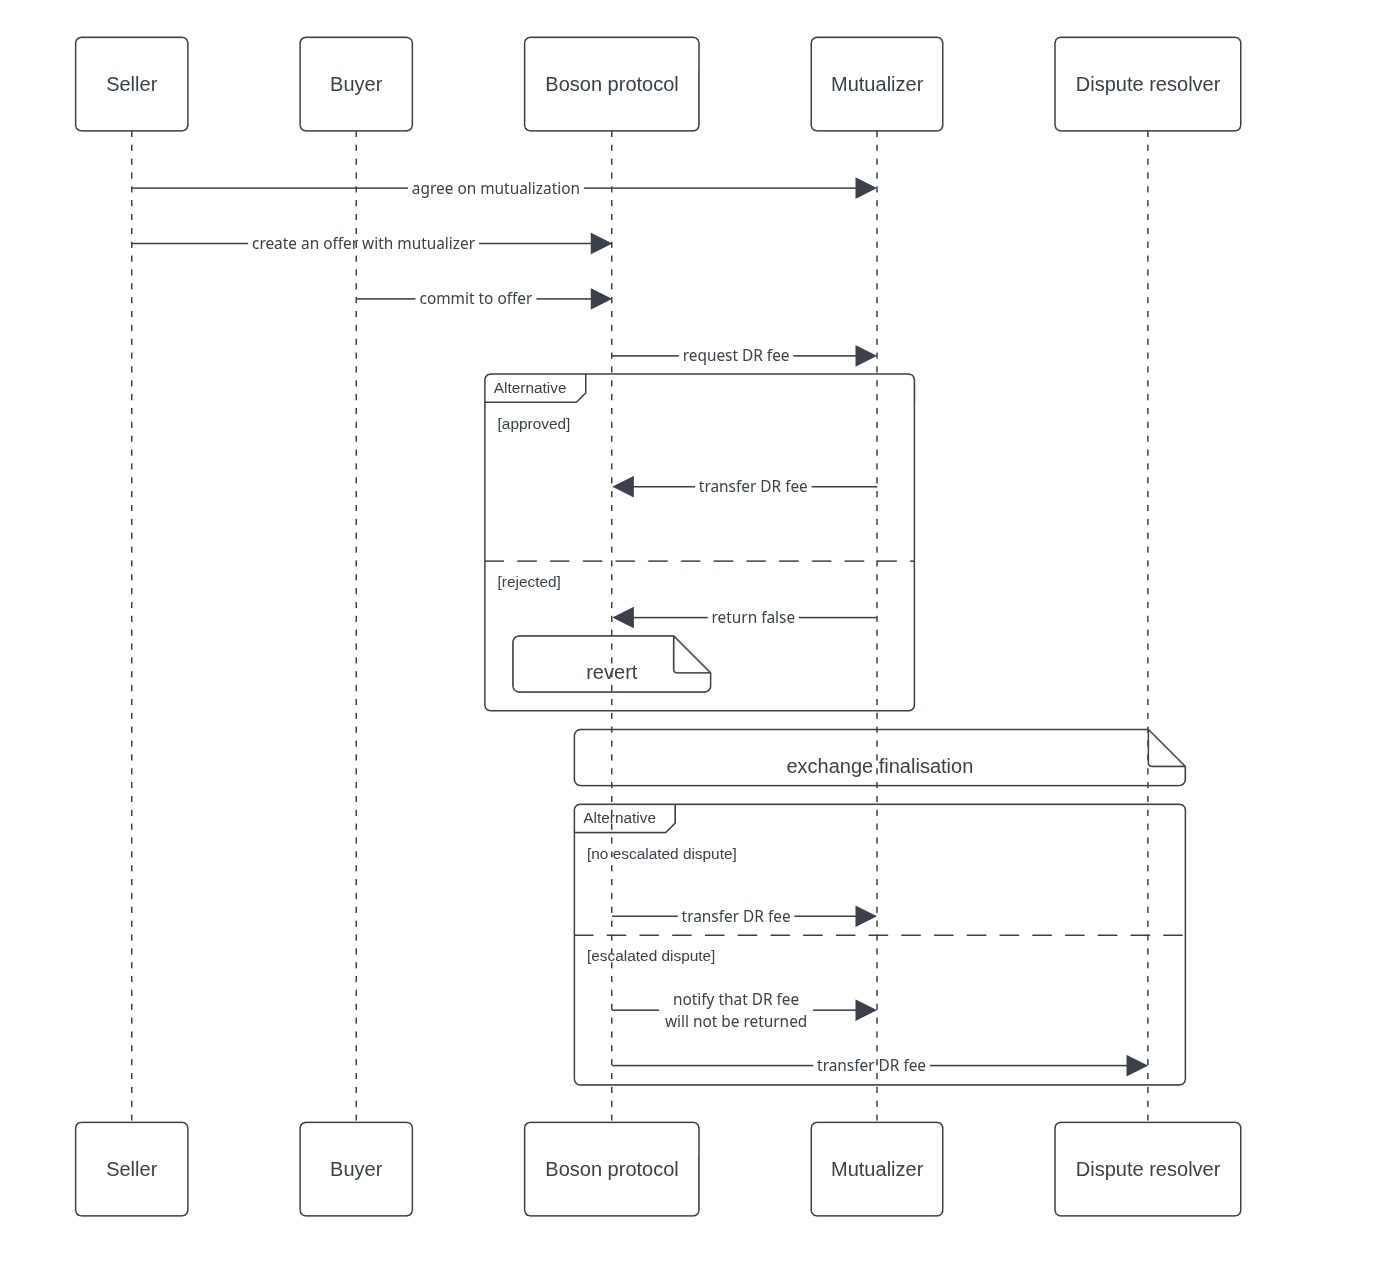 Seller
Buyer
Boson protocol
Mutualizer
Dispute resolver
agree on mutualization
create an offer with mutualizer
commit to offer
request DR fee
Alternative
[approved]
transfer DR fee
[rejected]
return false
revert
exchange finalisation
Alternative
[no escalated dispute]
transfer DR fee
[escalated dispute]
notify that DR fee
will not be returned
transfer DR fee
Seller
Buyer
Boson protocol
Mutualizer
Dispute resolver